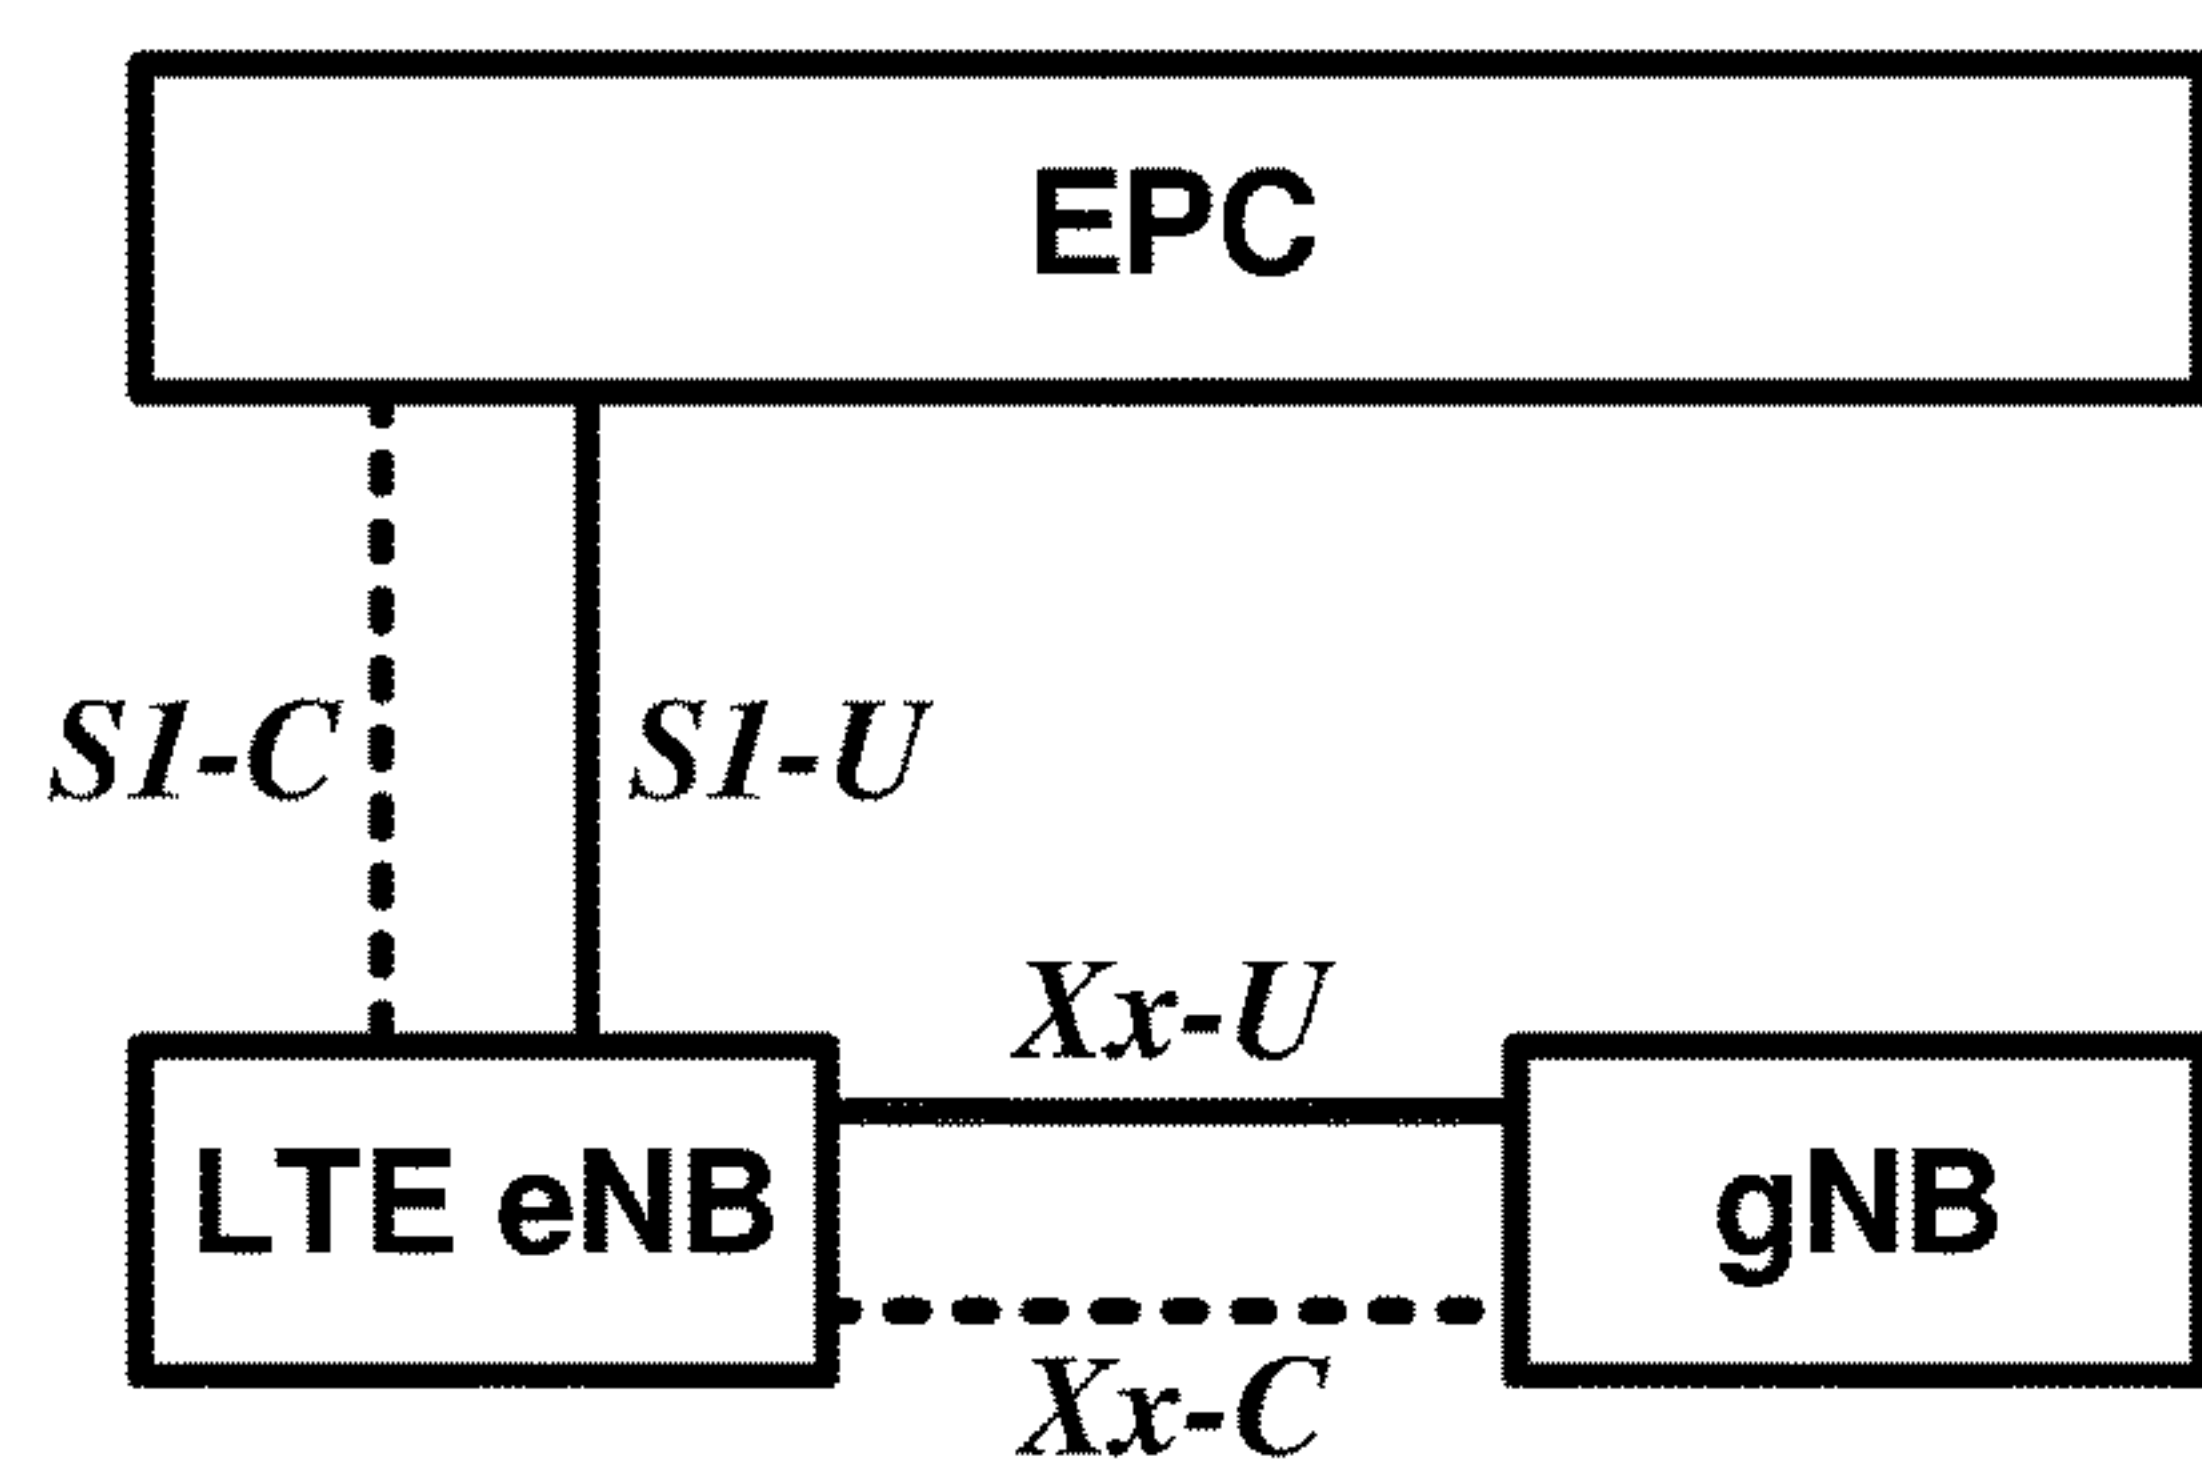 EPC
S1-C
S1-U
Xx-U
LTE eNB
gNB
Xx-C